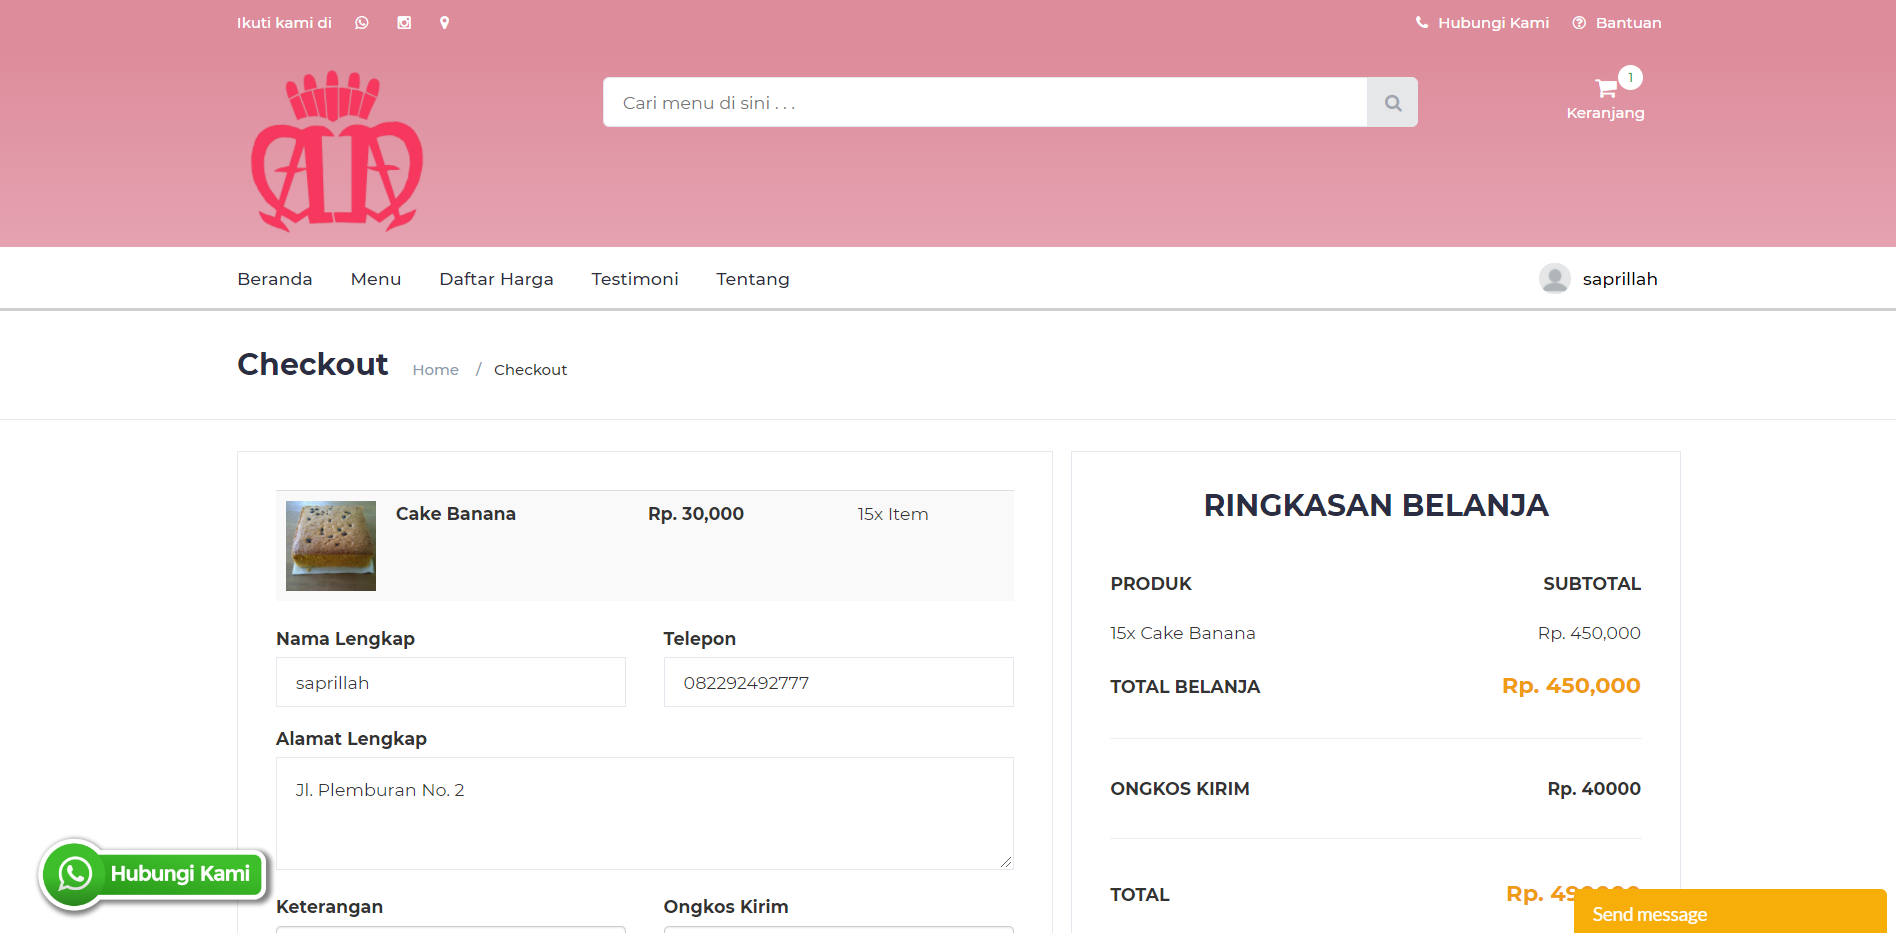 Ikuti kami di
Hubungi Kami
Bantuan
Cari menu di sini . . .
1
Keranjang
Beranda
Menu
Daftar Harga
Testimoni
Tentang
saprillah
Checkout
Home / Checkout
Cake Banana
Rp. 30,000
15x Item
Nama Lengkap
Telepon
saprillah
082292492777
Alamat Lengkap
Jl. Plemburan No. 2
Keterangan
Ongkos Kirim
RINGKASAN BELANJA
PRODUK
SUBTOTAL
15x Cake Banana
Rp. 450,000
TOTAL BELANJA
Rp. 450,000
ONGKOS KIRIM
Rp. 40000
TOTAL
Rp.
Hubungi Kami
Send message